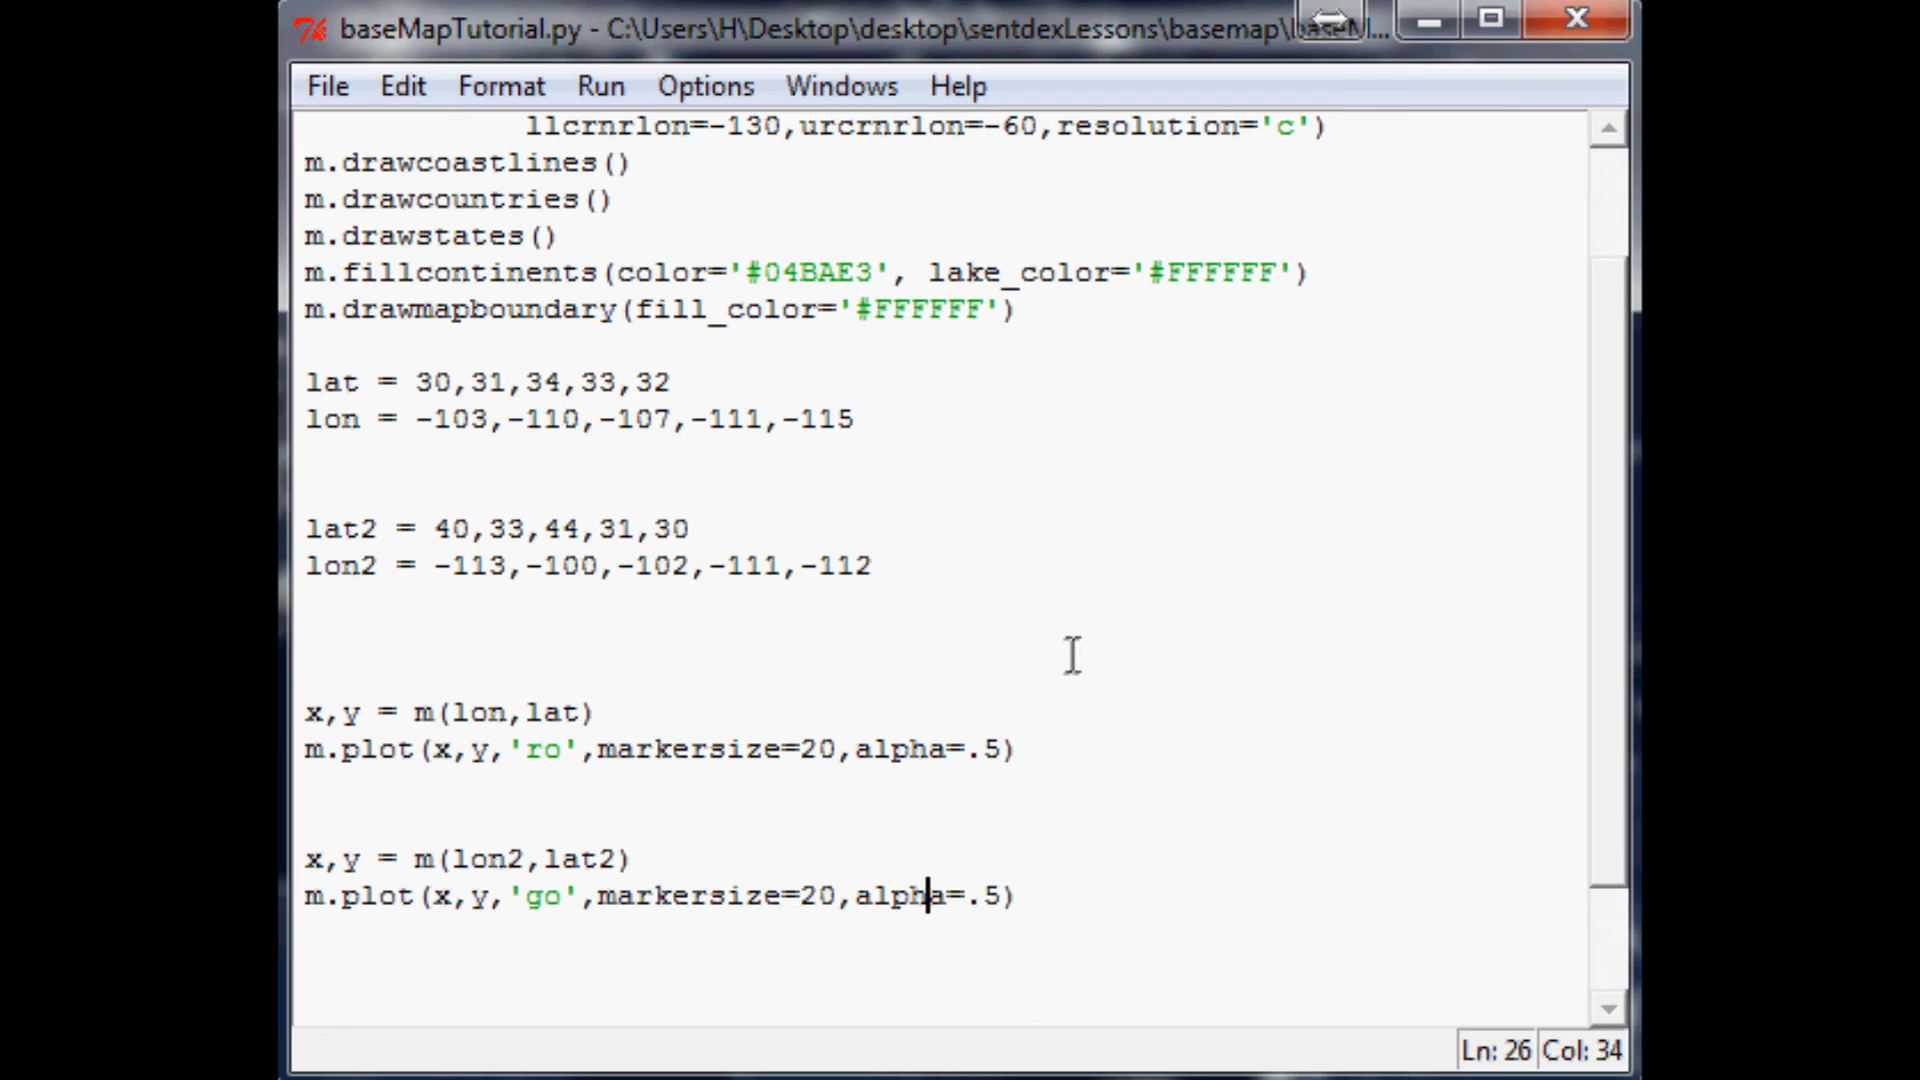 baseMapTutorial.py - C:\Users\H\Desktop\desktop\sentdexLessons\basemap\baseM...
File Edit Format Run Options Windows Help
llcrnrlon=-130,urcrnrlon=-60,resolution='c')
m.drawcoastlines()
m.drawcountries()
m.drawstates()
m.fillcontinents(color='#04BAE3', lake_color='#FFFFFF')
m.drawmapboundary(fill_color='#FFFFFF')
lat = 30,31,34,33,32
lon = -103,-110,-107,-111,-115
lat2 = 40,33,44,31,30
lon2 = -113,-100,-102,-111,-112
x,y = m(lon,lat)
m.plot(x,y,'ro',markersize=20,alpha=.5)
x,y = m(lon2,lat2)
m.plot(x,y,'go',markersize=20,alpha=.5)
Ln: 26 Col: 34